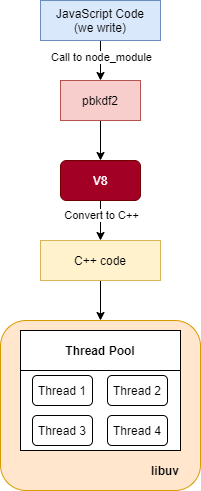 JavaScript Code
(we write)
Call to node_module
pbkdf2
V8
Convert to C++
C++ code
Thread Pool
Thread 1
Thread 2
Thread 3
Thread 4
libuv